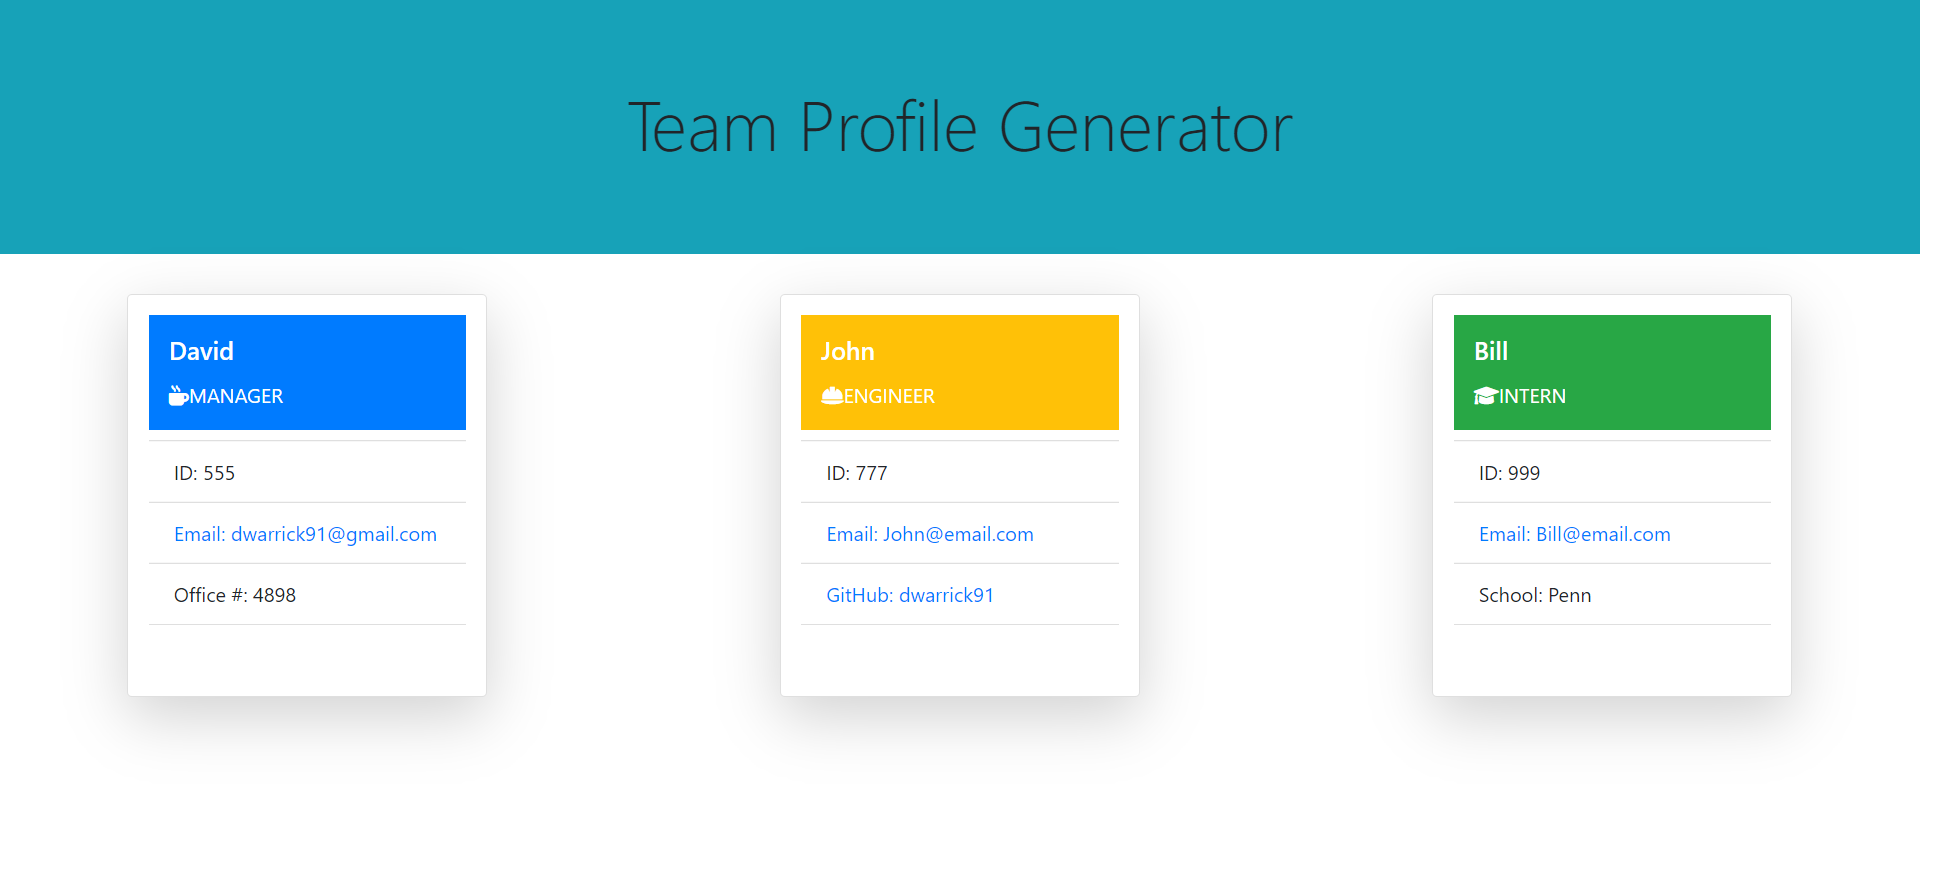 Team Profile Generator
David
MANAGER
ID: 555
Email: dwarrick91@gmail.com
Office #: 4898
John
ENGINEER
ID: 777
Email: John@email.com
GitHub: dwarrick91
Bill
INTERN
ID: 999
Email: Bill@email.com
School: Penn